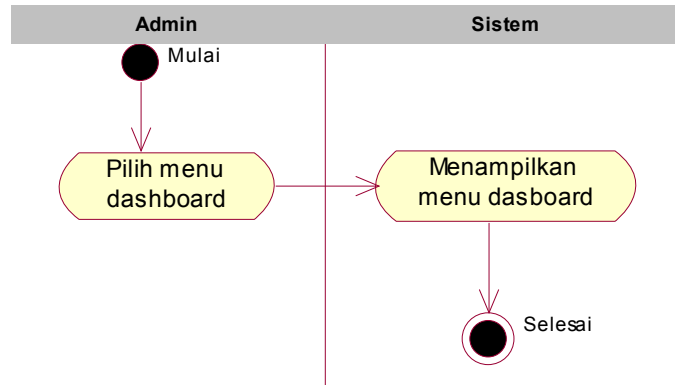 Admin
Sistem
Mulai
Pilih menu
dashboard
Menampilkan
menu dasboard
Selesai